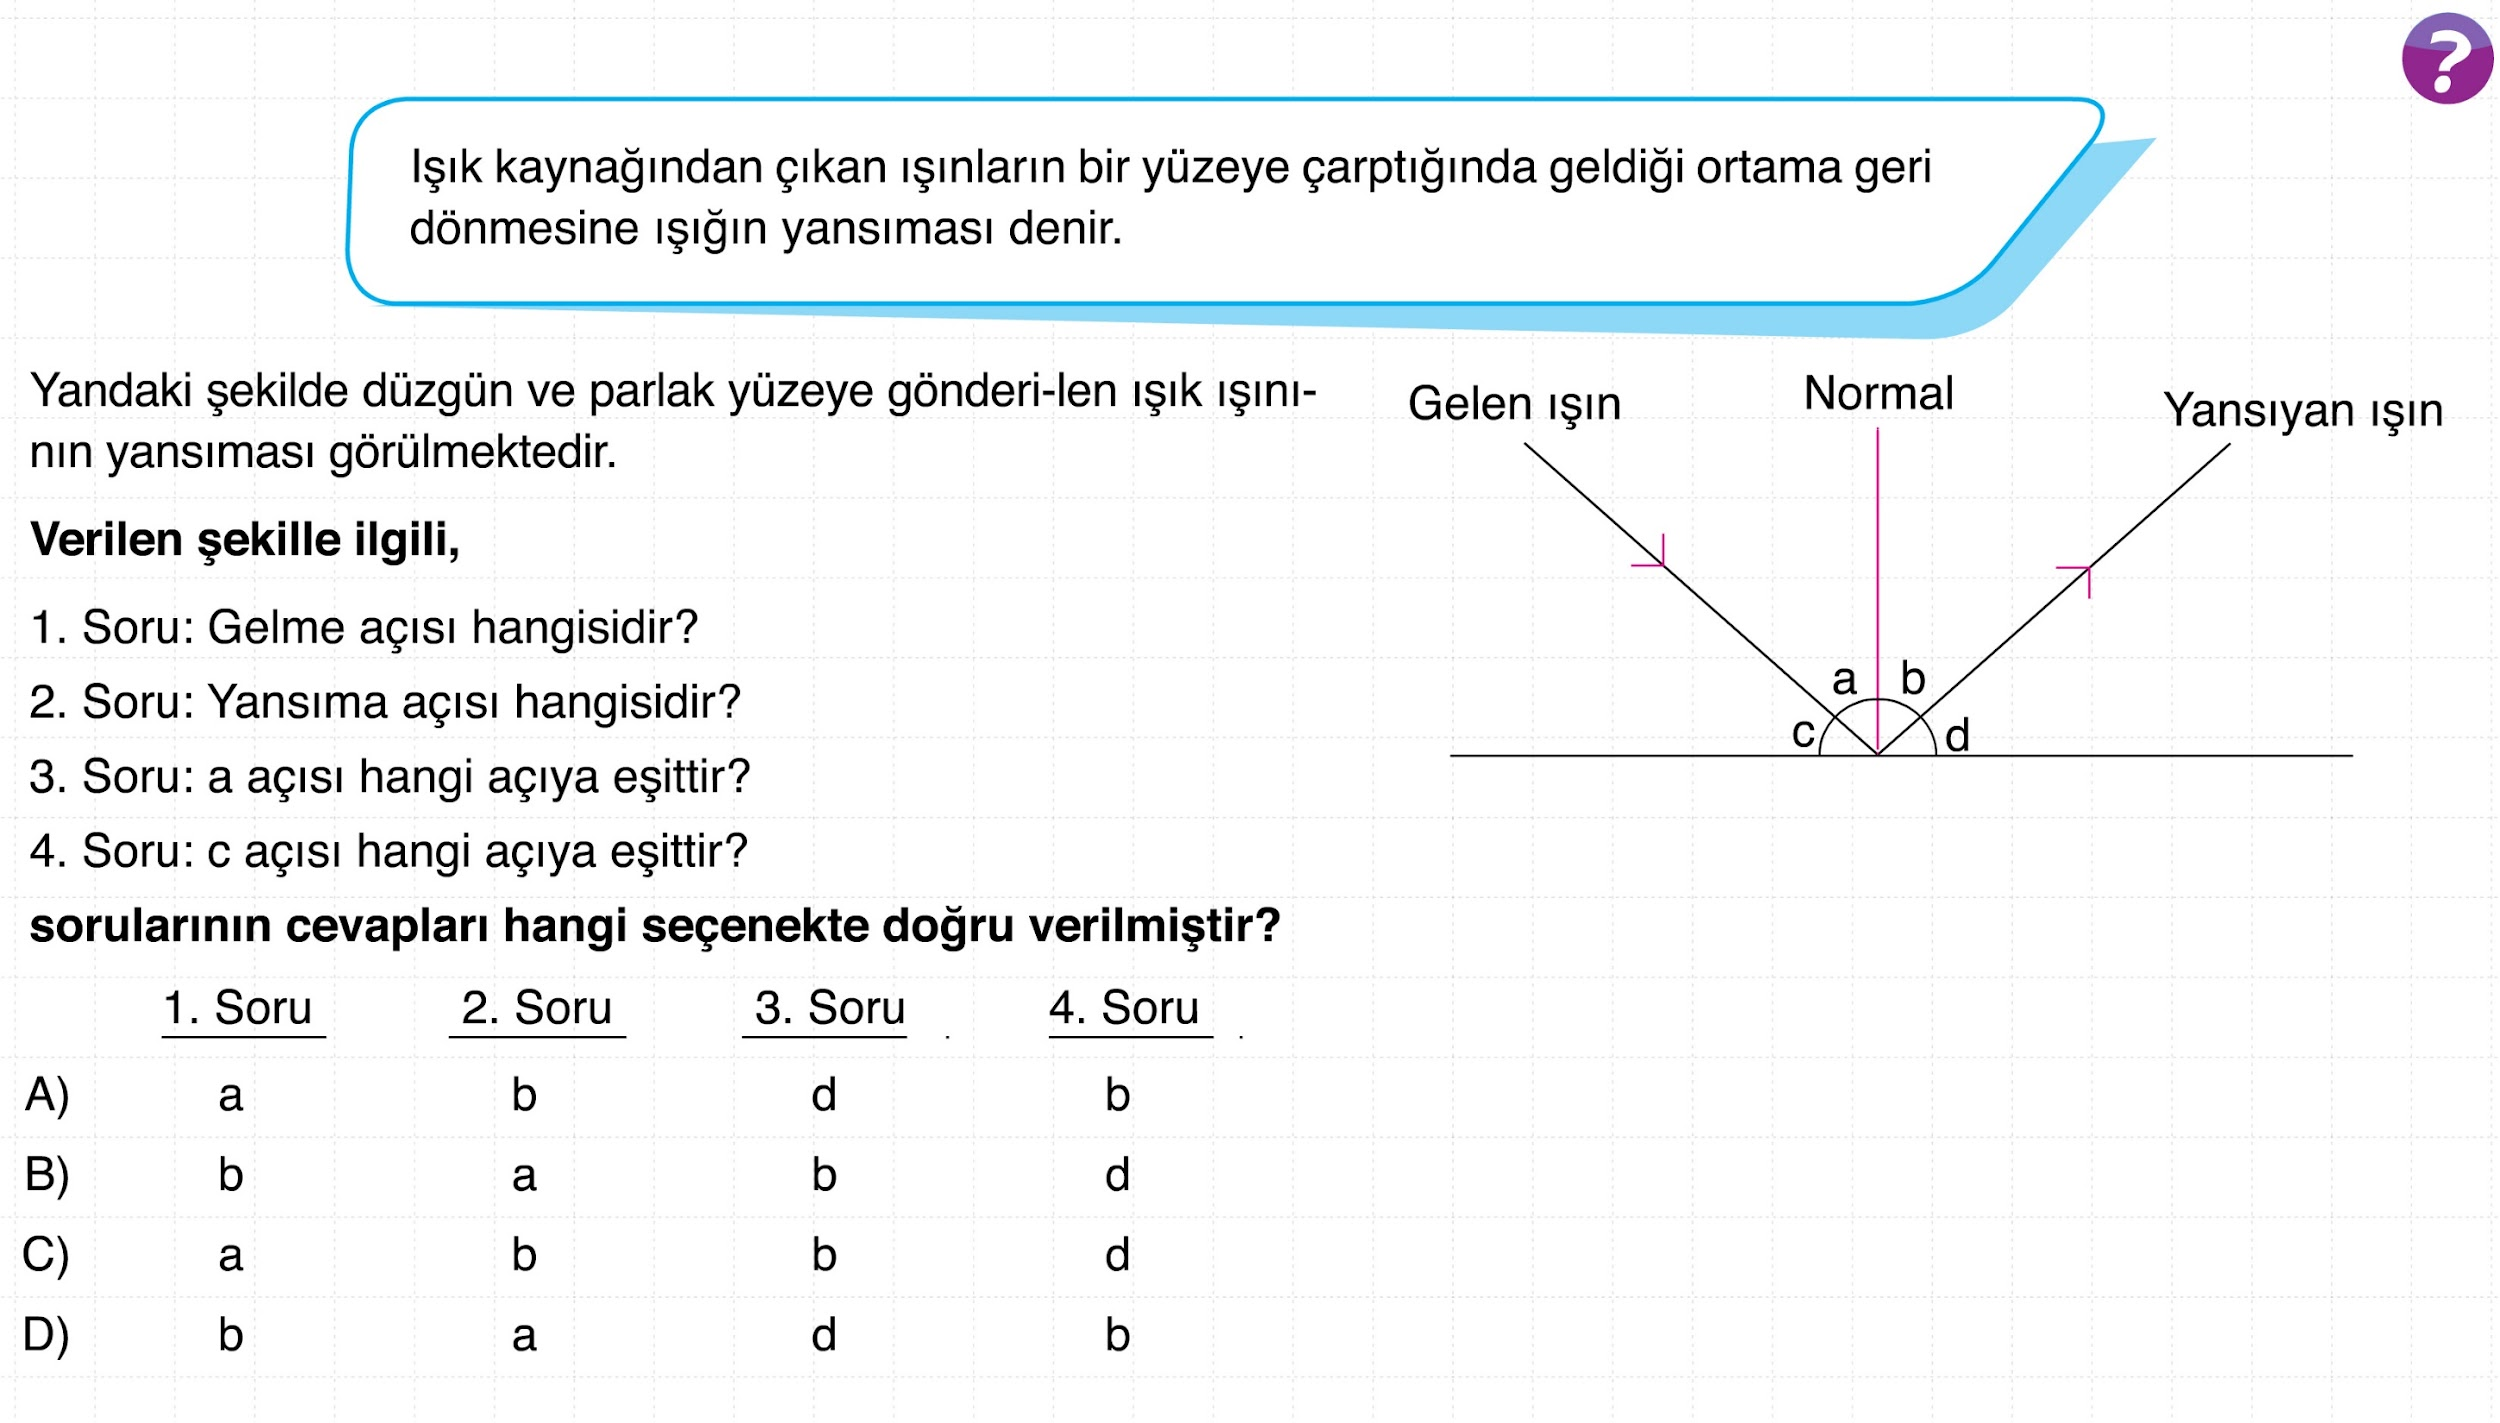 ?
Işık kaynağından çıkan ışınların bir yüzeye çarptığında geldiği ortama geri
dönmesine ışığın yansıması denir.
Yandaki şekilde düzgün ve parlak yüzeye gönderi-len ışık ışını-
nın yansıması görülmektedir.
Verilen şekille ilgili,
1. Soru: Gelme açısı hangisidir?
2. Soru: Yansıma açısı hangisidir?
3. Soru: a açısı hangi açıya eşittir?
4. Soru: c açısı hangi açıya eşittir?
sorularının cevapları hangi seçenekte doğru verilmiştir?
1. Soru 2. Soru 3. Soru . 4. Soru .
A) a b d b
B) b a b d
C) a b b d
D) b a d b
Gelen ışın Normal Yansıyan ışın
a b
c d